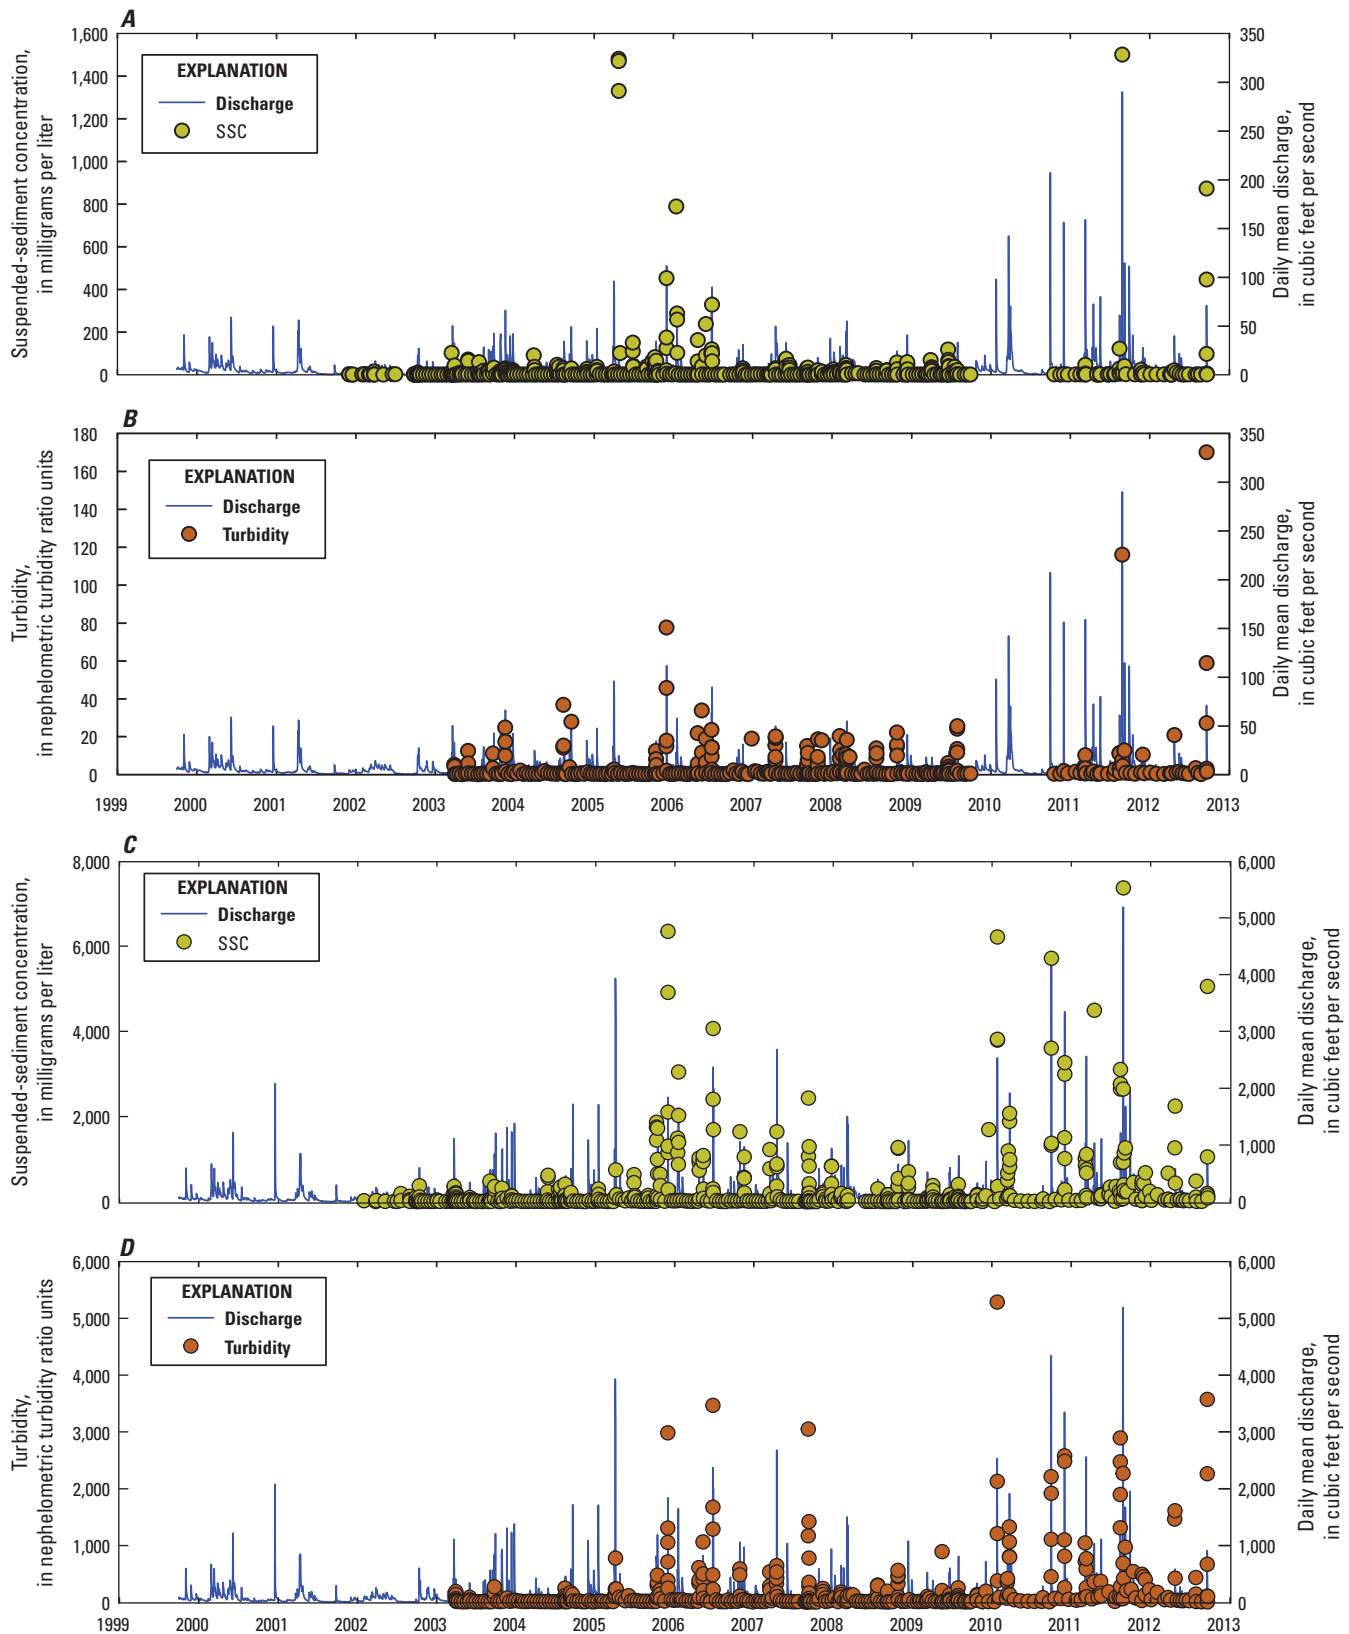 A
Suspended-sediment concentration,
in milligrams per liter
1,600
1,400
1,200
1,000
800
600
400
200
0
EXPLANATION
Discharge
SSC
350
300
250
200
150
100
50
0
Daily mean discharge,
in cubic feet per second
B
Turbidity,
in nephelometric turbidity ratio units
180
160
140
120
100
80
60
40
20
0
EXPLANATION
Discharge
Turbidity
350
300
250
200
150
100
50
0
Daily mean discharge,
in cubic feet per second
1999 2000 2001 2002 2003 2004 2005 2006 2007 2008 2009 2010 2011 2012 2013
C
Suspended-sediment concentration,
in milligrams per liter
8,000
6,000
4,000
2,000
0
EXPLANATION
Discharge
SSC
6,000
5,000
4,000
3,000
2,000
1,000
0
Daily mean discharge,
in cubic feet per second
D
Turbidity,
in nephelometric turbidity ratio units
6,000
5,000
4,000
3,000
2,000
1,000
0
EXPLANATION
Discharge
Turbidity
6,000
5,000
4,000
3,000
2,000
1,000
0
Daily mean discharge,
in cubic feet per second
1999 2000 2001 2002 2003 2004 2005 2006 2007 2008 2009 2010 2011 2012 2013